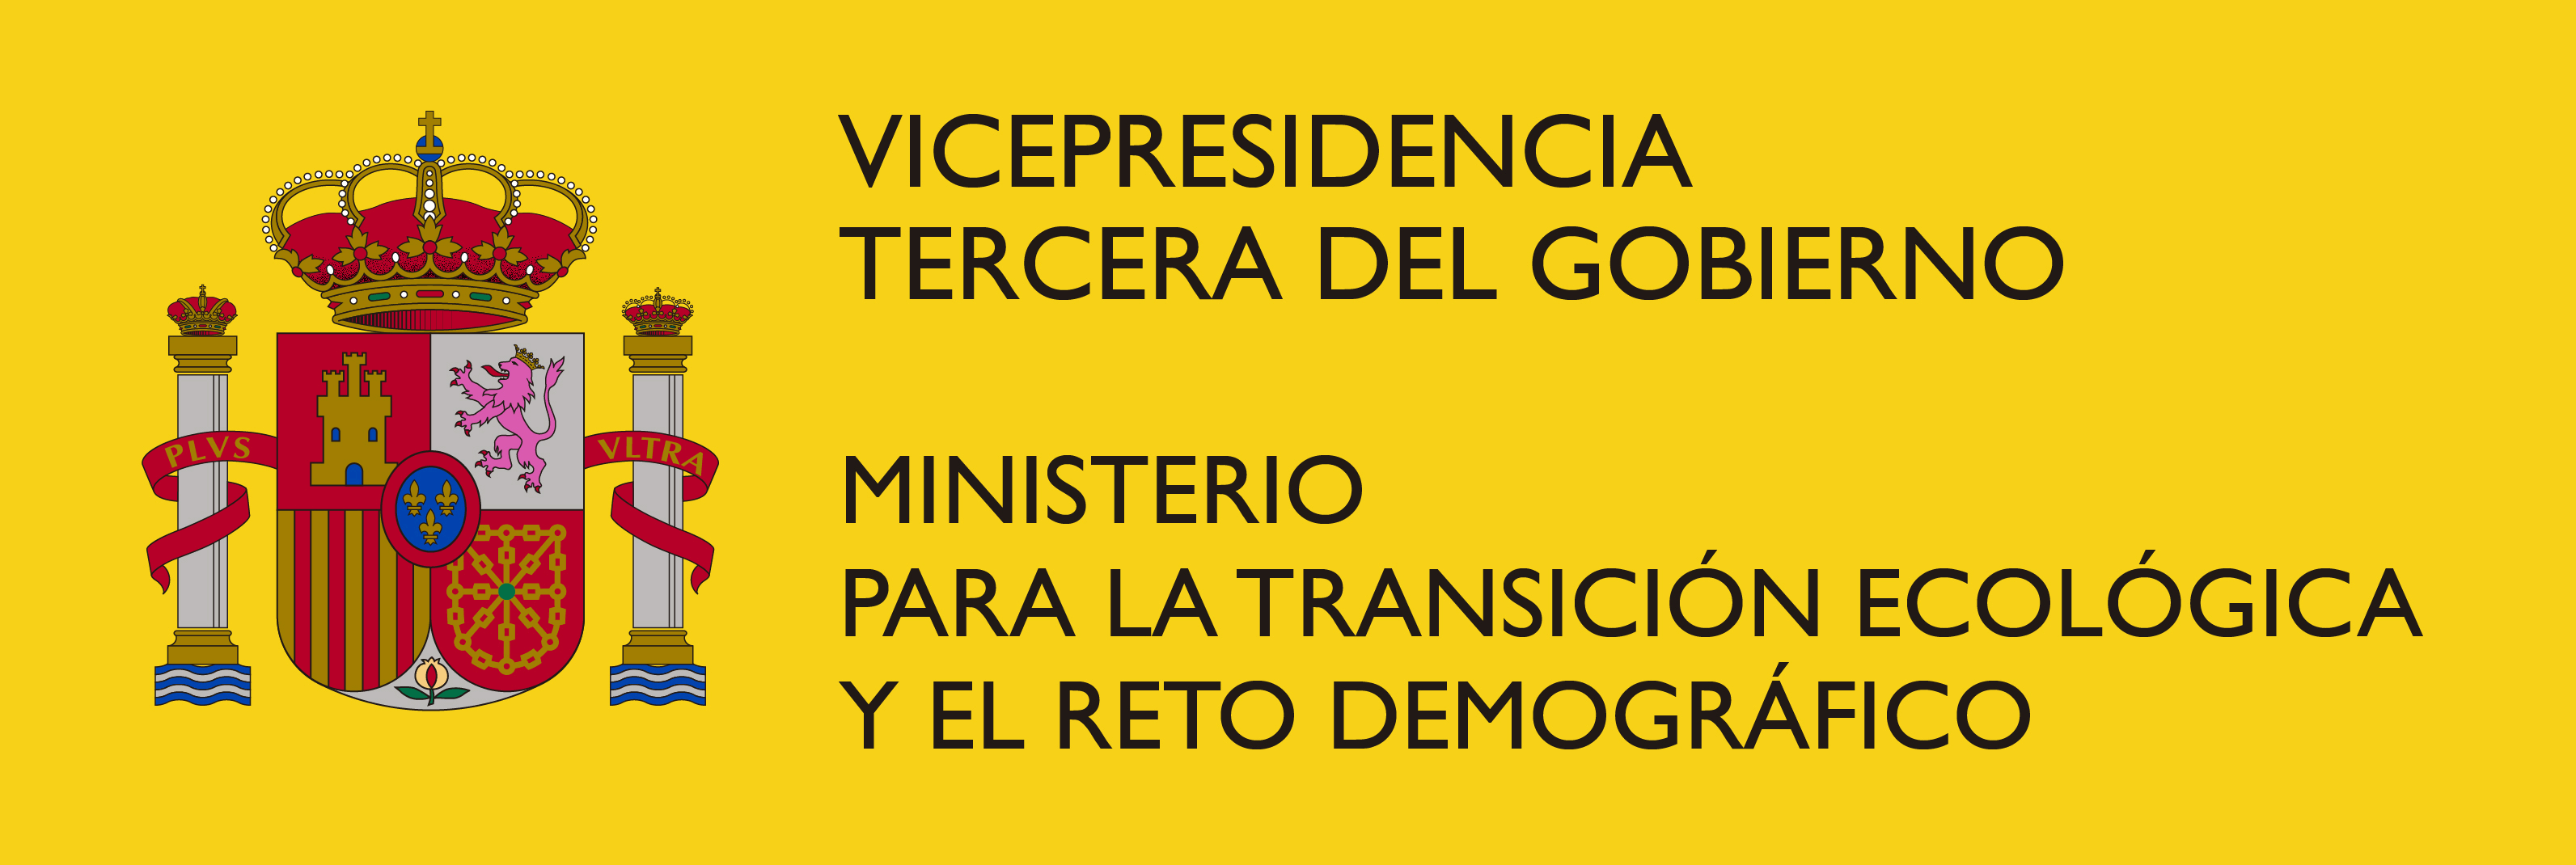 PLVS VLTRA
VICEPRESIDENCIA
TERCERA DEL GOBIERNO
MINISTERIO
PARA LA TRANSICIÓN ECOLÓGICA
Y EL RETO DEMOGRÁFICO